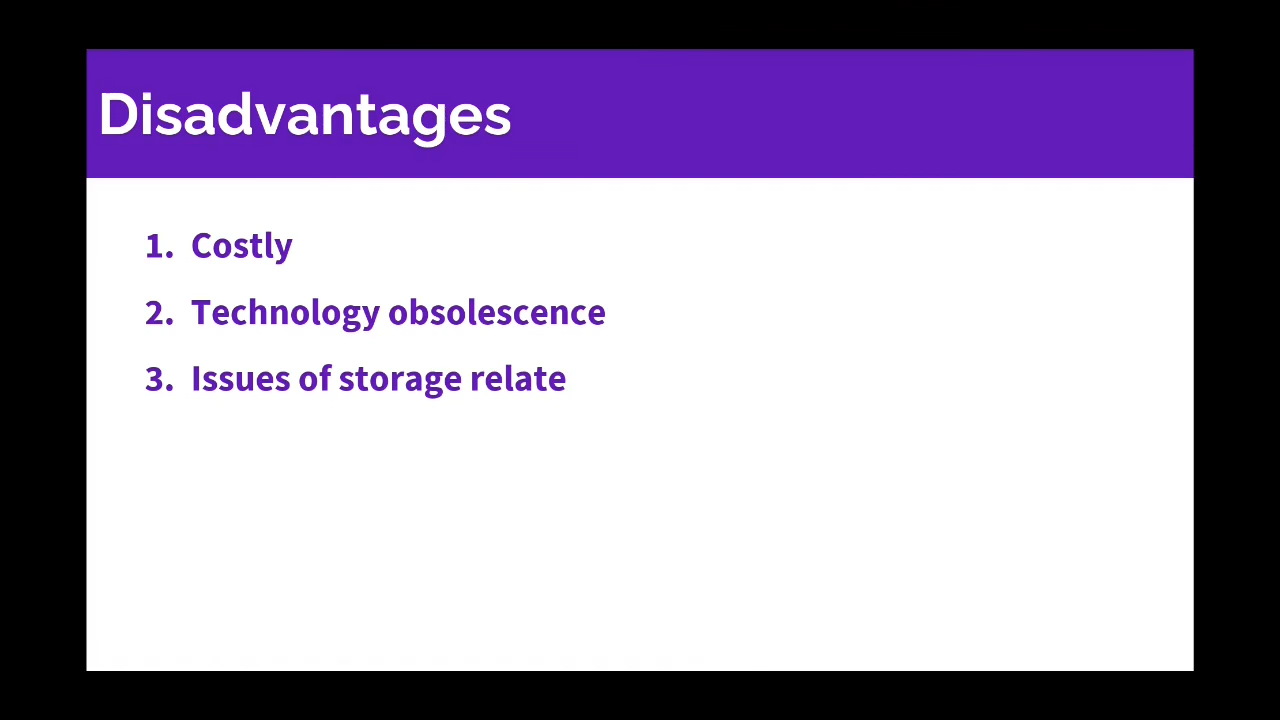 Disadvantages
1. Costly
2. Technology obsolescence
3. Issues of storage relate